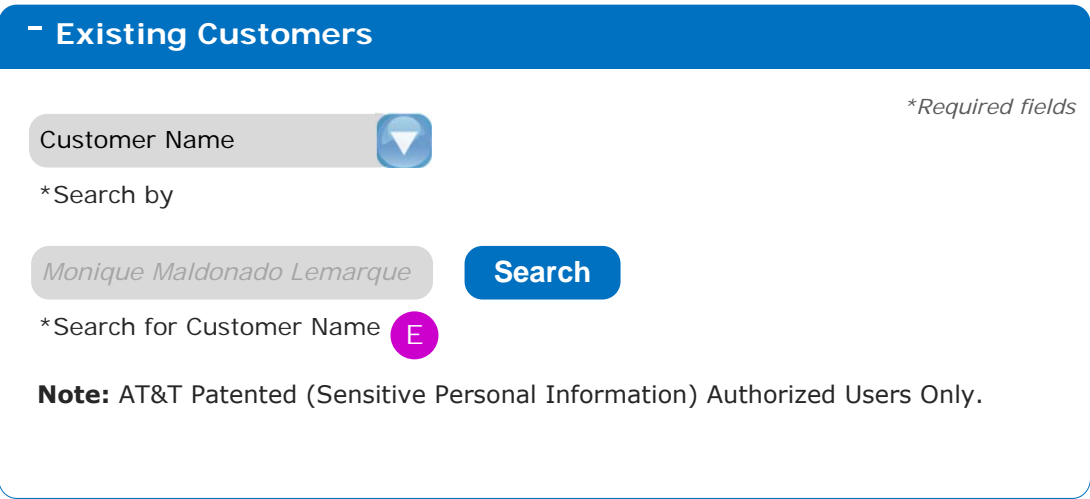 - Existing Customers
*Required fields
Customer Name
*Search by
Monique Maldonado Lemarque
Search
*Search for Customer Name E
Note: AT&T Patented (Sensitive Personal Information) Authorized Users Only.